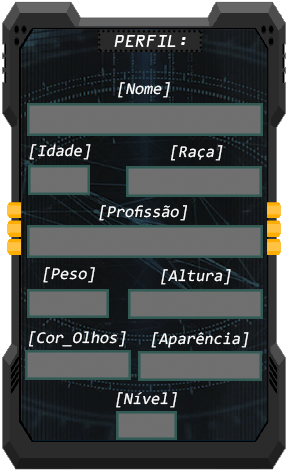 PERFIL:
[Nome]
[Idade] [Raça]
[Profissão]
[Peso] [Altura]
[Cor_Olhos] [Aparência]
[Nível]